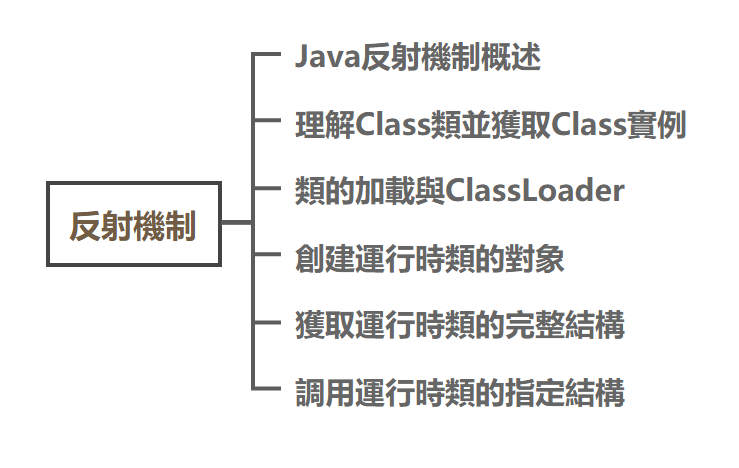 Java反射機制概述
理解Class類並獲取Class實例
類的加載與ClassLoader
反射機制
創建運行時類的對象
獲取運行時類的完整結構
調用運行時類的指定結構